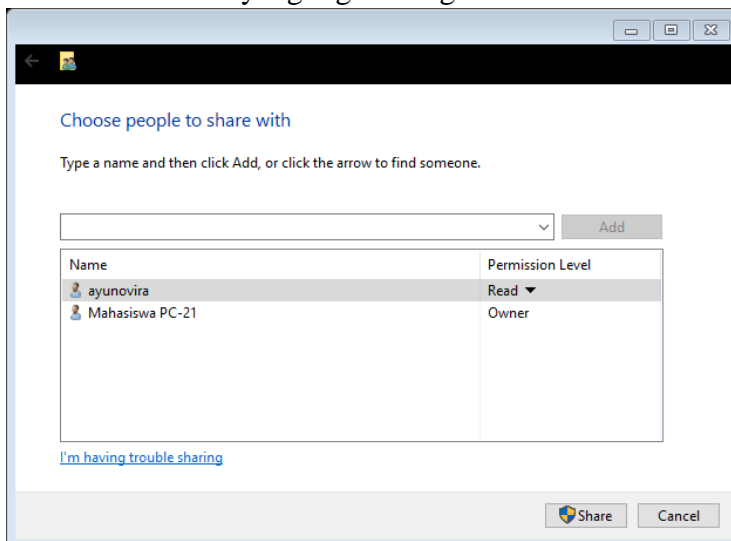 Choose people to share with
Type a name and then click Add, or click the arrow to find someone.
Add
Name Permission Level
ayunovira Read
Mahasiswa PC-21 Owner
I'm having trouble sharing
Share Cancel